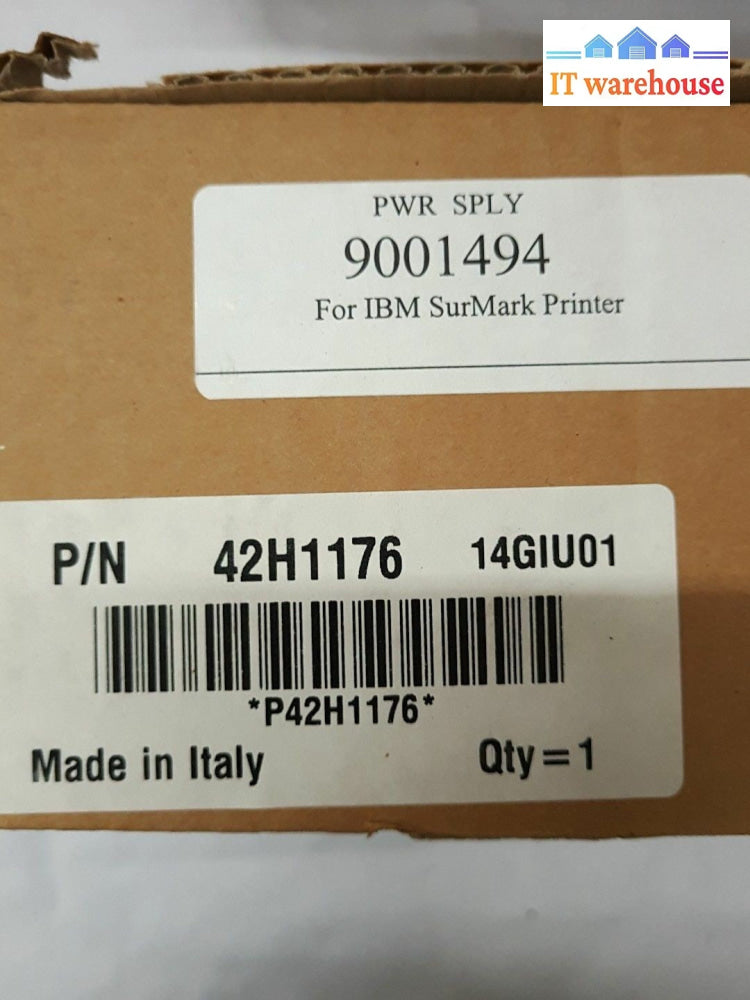 IT warehouse
PWR SPLY
9001494
For IBM SurMark Printer
P/N 42H1176 14GIU01
*P42H1176*
Made in Italy Qty=1